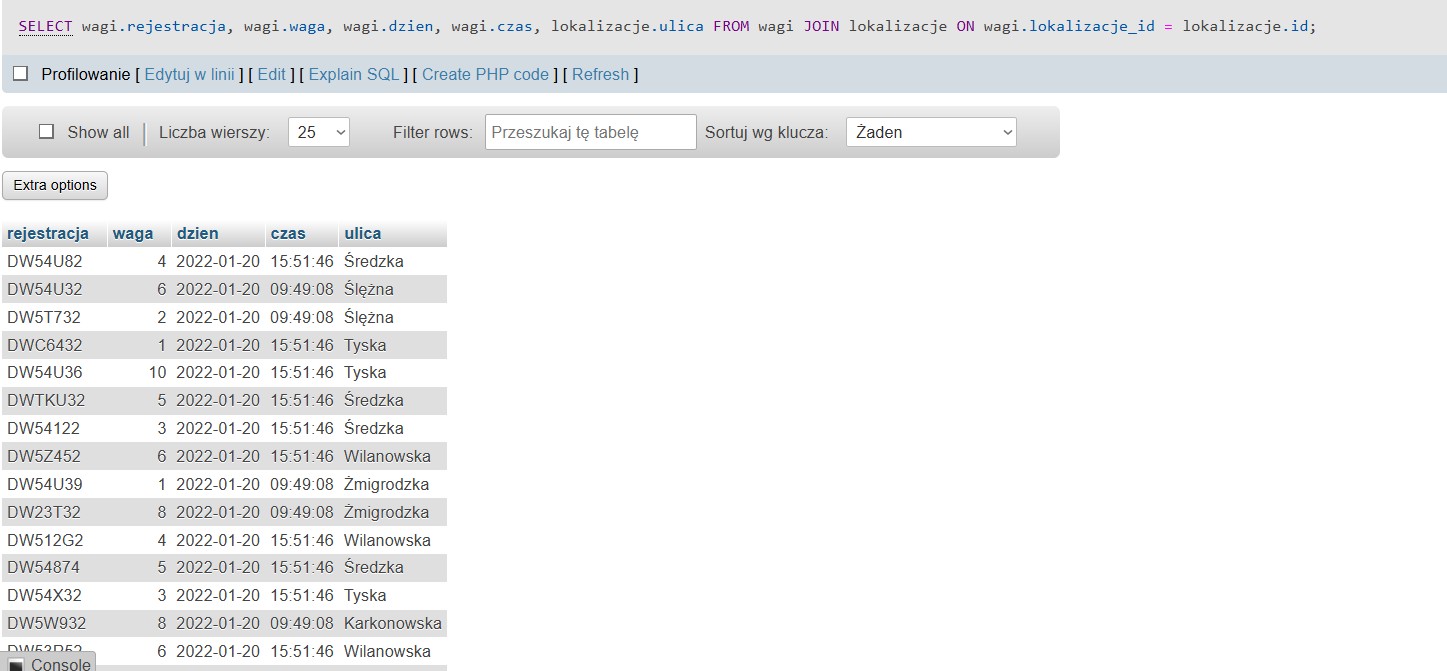 SELECT wagi.rejestracja, wagi.waga, wagi.dzien, wagi.czas, lokalizacje.ulica FROM wagi JOIN lokalizacje ON wagi.lokalizacje_id = lokalizacje.id;
Profilowanie [ Edytuj w linii ] [ Edit ] [ Explain SQL ] [ Create PHP code ] [ Refresh ]
Show all Liczba wierszy: 25 Filter rows: Przeszukaj tę tabelę Sortuj wg klucza: Żaden
Extra options
rejestracja waga dzien czas ulica
DW54U82 4 2022-01-20 15:51:46 Średzka
DW54U32 6 2022-01-20 09:49:08 Ślężna
DW5T732 2 2022-01-20 09:49:08 Ślężna
DWC6432 1 2022-01-20 15:51:46 Tyska
DW54U36 10 2022-01-20 15:51:46 Tyska
DWTKU32 5 2022-01-20 15:51:46 Średzka
DW54122 3 2022-01-20 15:51:46 Średzka
DW5Z452 6 2022-01-20 15:51:46 Wilanowska
DW54U39 1 2022-01-20 09:49:08 Żmigrodzka
DW23T32 8 2022-01-20 09:49:08 Żmigrodzka
DW512G2 4 2022-01-20 15:51:46 Wilanowska
DW54874 5 2022-01-20 15:51:46 Średzka
DW54X32 3 2022-01-20 15:51:46 Tyska
DW5W932 8 2022-01-20 09:49:08 Karkonowska
6 2022-01-20 15:51:46 Wilanowska
Console